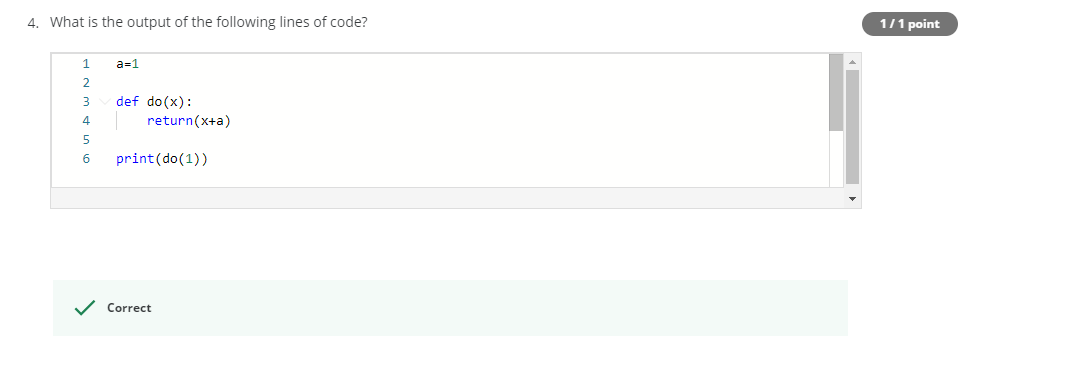 4. What is the output of the following lines of code?
1 / 1 point
1 a=1
2
3 def do(x):
4 return(x+a)
5
6 print(do(1))
Correct